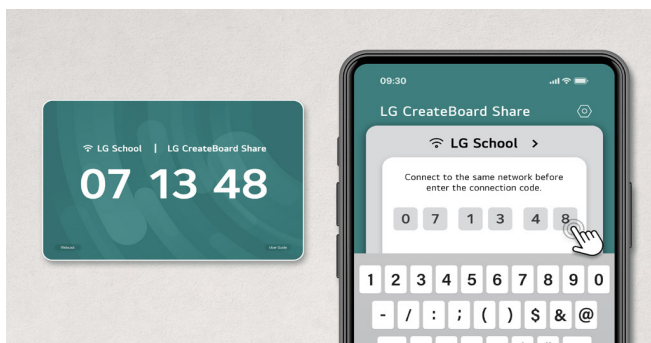 LG School | LG CreateBoard Share
07 13 48
User Guide
09:30
LG CreateBoard Share
LG School >
Connect to the same network before
enter the connection code.
0 7 1 3 4 8
1 2 3 4 5 6 7 8 9 0
- / : ; ( ) $ & @